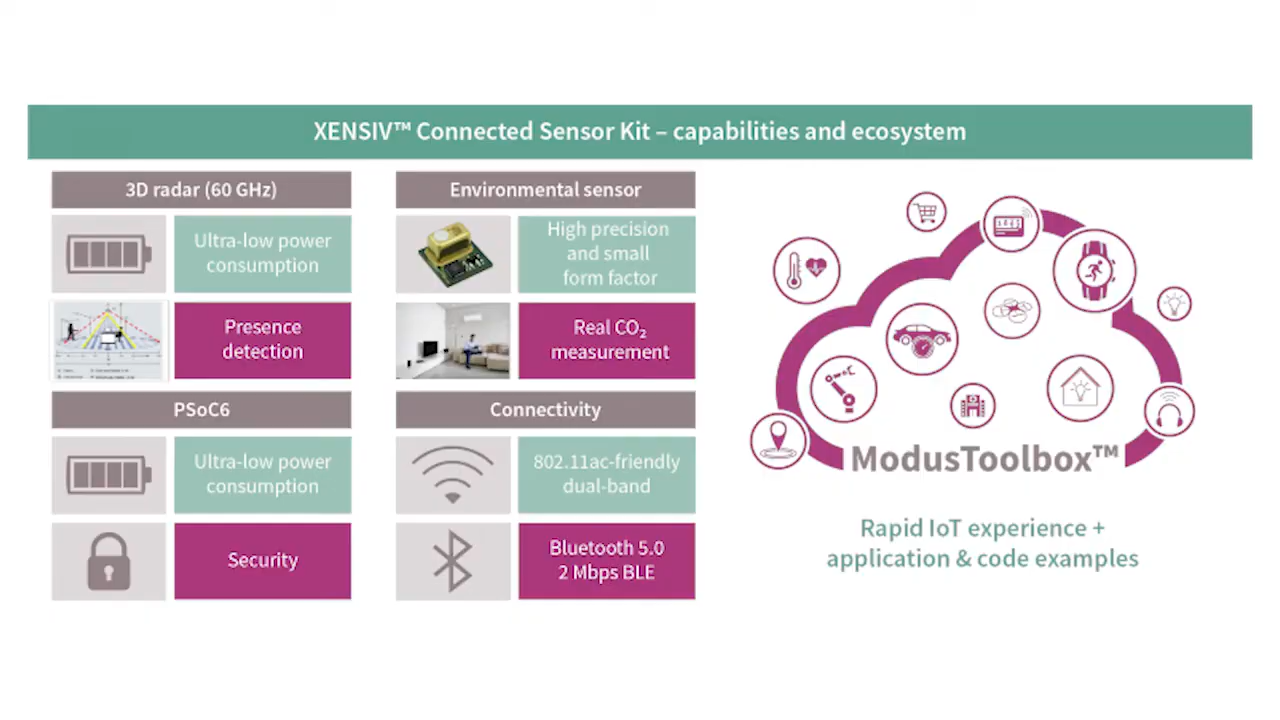 XENSIV™ Connected Sensor Kit – capabilities and ecosystem
3D radar (60 GHz)
Ultra-low power
consumption
Presence
detection
Environmental sensor
High precision
and small
form factor
Real CO₂
measurement
PSoC6
Ultra-low power
consumption
Security
Connectivity
802.11ac-friendly
dual-band
Bluetooth 5.0
2 Mbps BLE
ModusToolbox™
Rapid IoT experience +
application & code examples